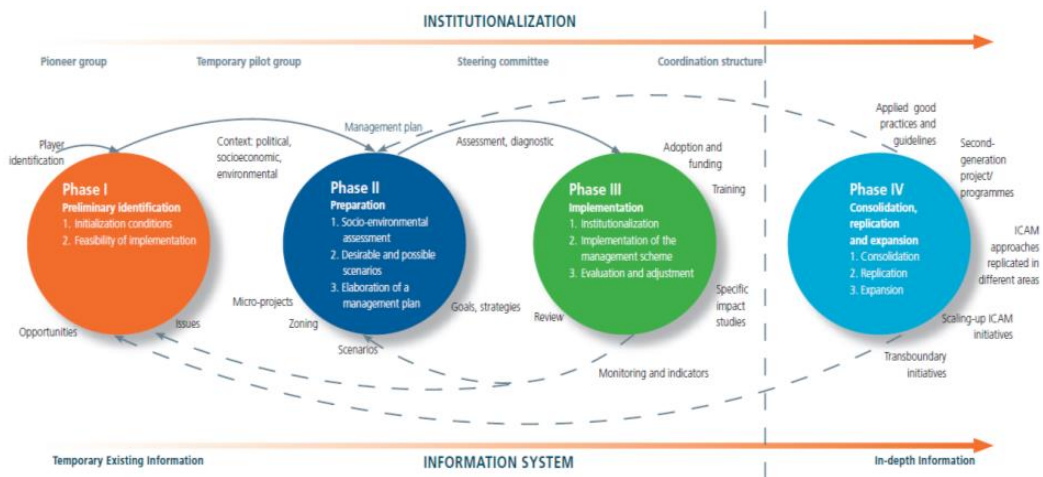 INSTITUTIONALIZATION
Pioneer group
Temporary pilot group
Steering committee
Coordination structure
Player
identification
Context: political,
socioeconomic,
environmental
Management plan
Assessment, diagnostic
Adoption and
funding
Training
Applied good
practices and
guidelines
Second-
generation
project/
programmes
Phase I
Preliminary identification
1. Initialization conditions
2. Feasibility of implementation
Phase II
Preparation
1. Socio-environmental
assessment
2. Desirable and possible
scenarios
3. Elaboration of a
management plan
Phase III
Implementation
1. Institutionalization
2. Implementation of the
management scheme
3. Evaluation and adjustment
Phase IV
Consolidation,
replication
and expansion
1. Consolidation
2. Replication
3. Expansion
ICAM
approaches
replicated in
different areas
Opportunities
Issues
Micro-projects
Zoning
Scenarios
Goals, strategies
Review
Specific
impact
studies
Monitoring and indicators
Scaling-up ICAM
initiatives
Transboundary
initiatives
Temporary Existing Information
INFORMATION SYSTEM
In-depth Information